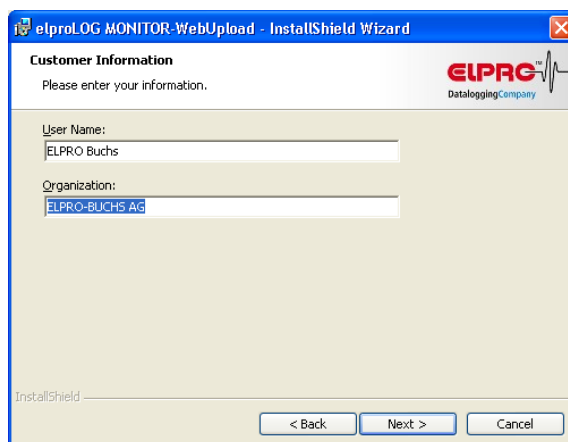 elproLOG MONITOR-WebUpload - InstallShield Wizard
Customer Information
Please enter your information.
ELPRO™
DataloggingCompany
User Name:
ELPRO Buchs
Organization:
ELPRO-BUCHS AG
InstallShield
< Back
Next >
Cancel